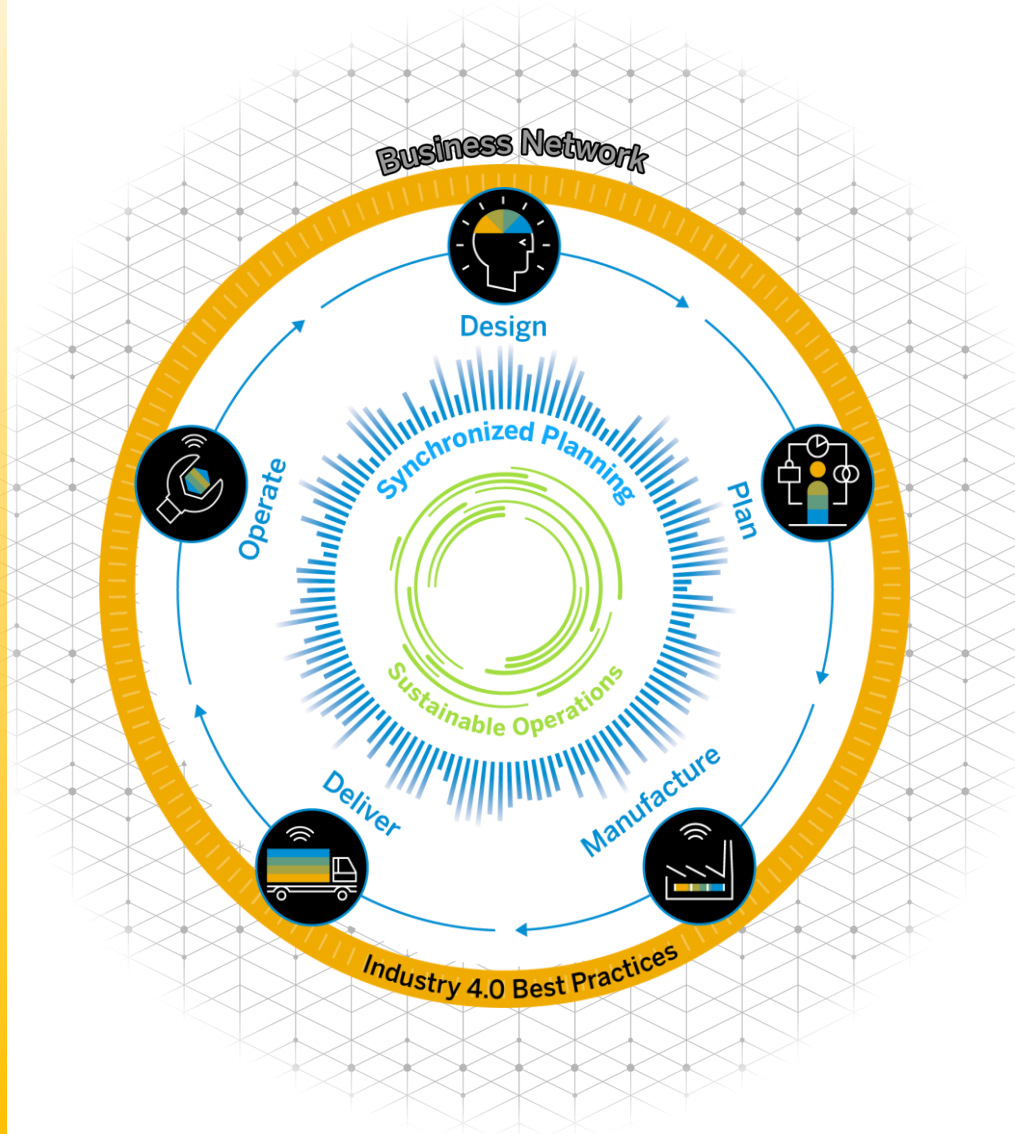 Business Network
Design
Synchronized Planning
Operate
Plan
Sustainable Operations
Deliver
Manufacture
Industry 4.0 Best Practices